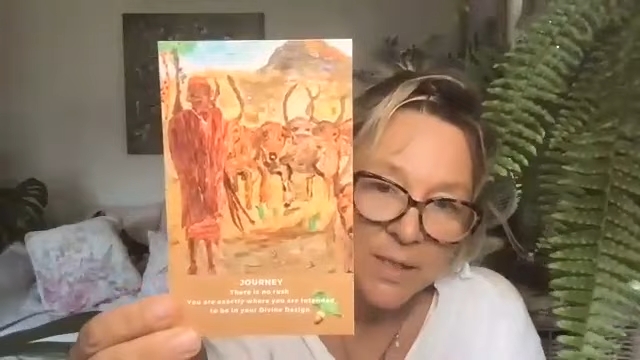 JOURNEY
There is no rush
You are exactly where you are intended
to be in your Divine Design